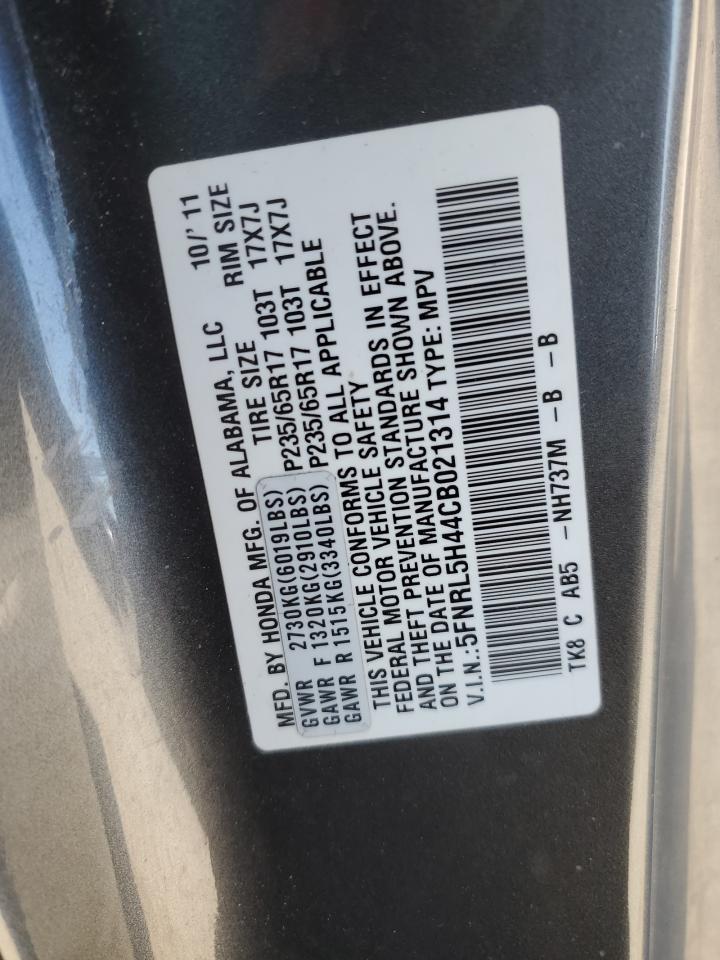 MFD. BY HONDA MFG. OF ALABAMA, LLC 10/'11
GVWR 2730KG(6019LBS) TIRE SIZE RIM SIZE
GAWR F 1320KG(2910LBS) P235/65R17 103T 17X7J
GAWR R 1515KG(3340LBS) P235/65R17 103T 17X7J
THIS VEHICLE CONFORMS TO ALL APPLICABLE
FEDERAL MOTOR VEHICLE SAFETY
AND THEFT PREVENTION STANDARDS IN EFFECT
ON THE DATE OF MANUFACTURE SHOWN ABOVE.
V.I.N.:5FNRL5H44CB021314 TYPE: MPV
TK8 C AB5 -NH737M -B -B